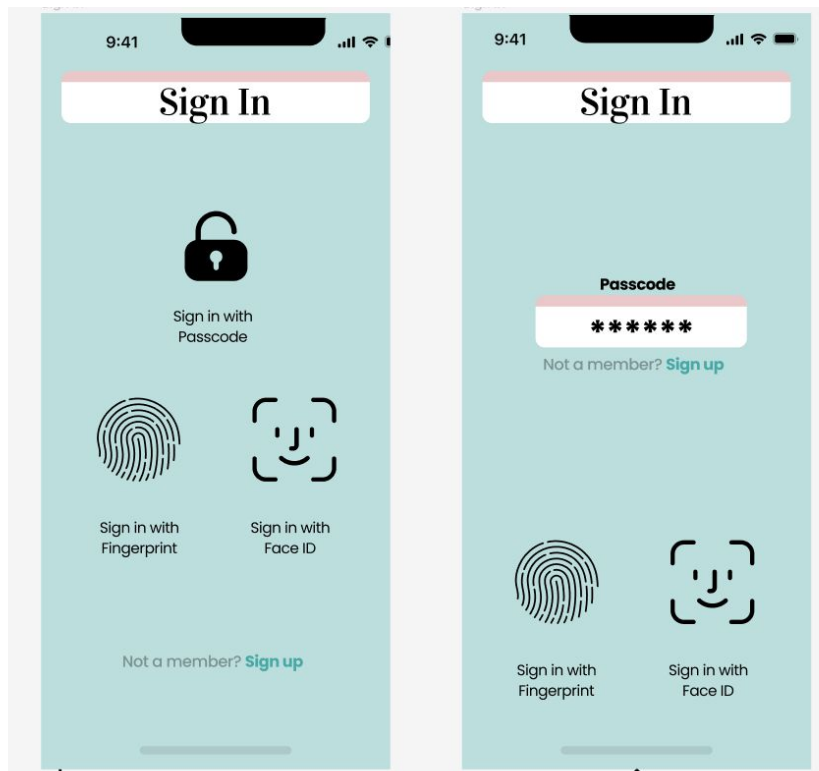 9:41
Sign In
Sign in with
Passcode
Sign in with
Fingerprint
Sign in with
Face ID
Not a member? Sign up
9:41
Sign In
Passcode
******
Not a member? Sign up
Sign in with
Fingerprint
Sign in with
Face ID